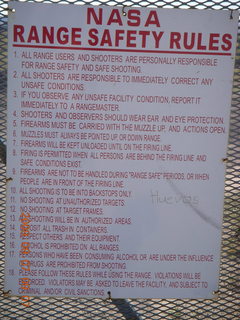 NASA
RANGE SAFETY RULES
1. ALL RANGE USERS AND SHOOTERS ARE PERSONALLY RESPONSIBLE
FOR RANGE SAFETY AND SAFE SHOOTING.
2. ALL SHOOTERS ARE RESPONSIBLE TO IMMEDIATELY CORRECT ANY
UNSAFE CONDITIONS.
3. IF YOU OBSERVE ANY UNSAFE FACILITY CONDITION, REPORT IT
IMMEDIATELY TO A RANGEMASTER.
4. SHOOTERS AND OBSERVERS SHOULD WEAR EAR AND EYE PROTECTION.
5. FIREARMS MUST BE CARRIED WITH THE MUZZLE UP, AND ACTIONS OPEN.
6. MUZZLES MUST ALWAYS BE POINTED UP, OR DOWN RANGE.
7. FIREARMS WILL BE KEPT UNLOADED UNTIL ON THE FIRING LINE.
8. FIRING IS PERMITTED WHEN ALL PERSONS ARE BEHIND THE FIRING LINE AND
SAFE CONDITIONS EXIST.
9. FIREARMS ARE NOT TO BE HANDLED DURING "RANGE SAFE" PERIODS, OR WHEN
PEOPLE ARE IN FRONT OF THE FIRING LINE.
10. ALL SHOOTING IS TO BE INTO BACKSTOPS ONLY.
11. NO SHOOTING AT UNAUTHORIZED TARGETS.
12. NO SHOOTING AT TARGET FRAMES.
13. NO SHOOTING WILL BE IN AUTHORIZED AREAS.
14. DEPOSIT ALL TRASH IN CONTAINERS.
15. RESPECT OTHERS AND THEIR EQUIPMENT.
16. ALCOHOL IS PROHIBITED ON ALL RANGES.
17. PERSONS WHO HAVE BEEN CONSUMING ALCOHOL OR ARE UNDER THE INFLUENCE
DRUGS ARE PROHIBITED FROM SHOOTING.
18. PLEASE FOLLOW THESE RULES WHILE USING THE RANGE. VIOLATIONS WILL BE
ENFORCED. VIOLATORS MAY BE ASKED TO LEAVE THE FACILITY, AND SUBJECT TO
CRIMINAL AND/OR CIVIL SANCTIONS.